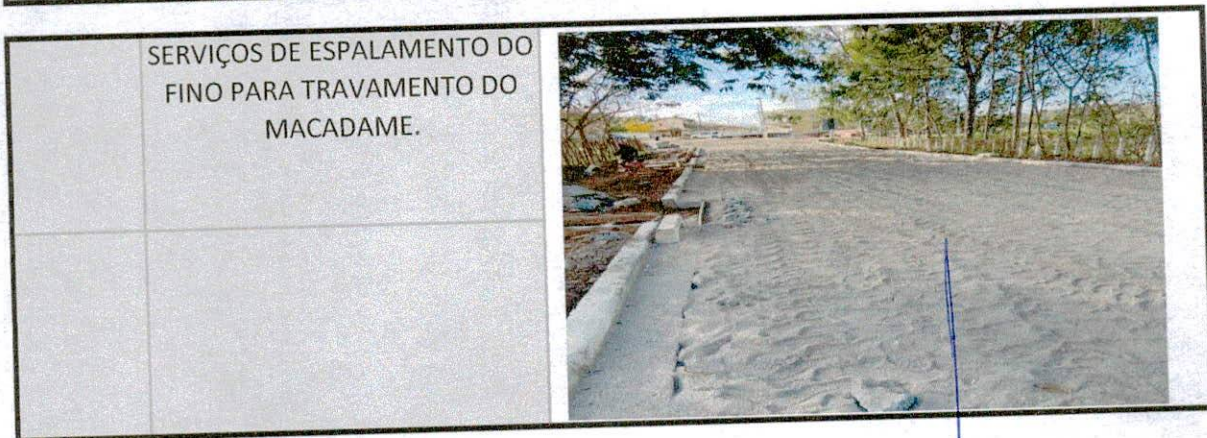 SERVIÇOS DE ESPALAMENTO DO
FINO PARA TRAVAMENTO DO
MACADAME.